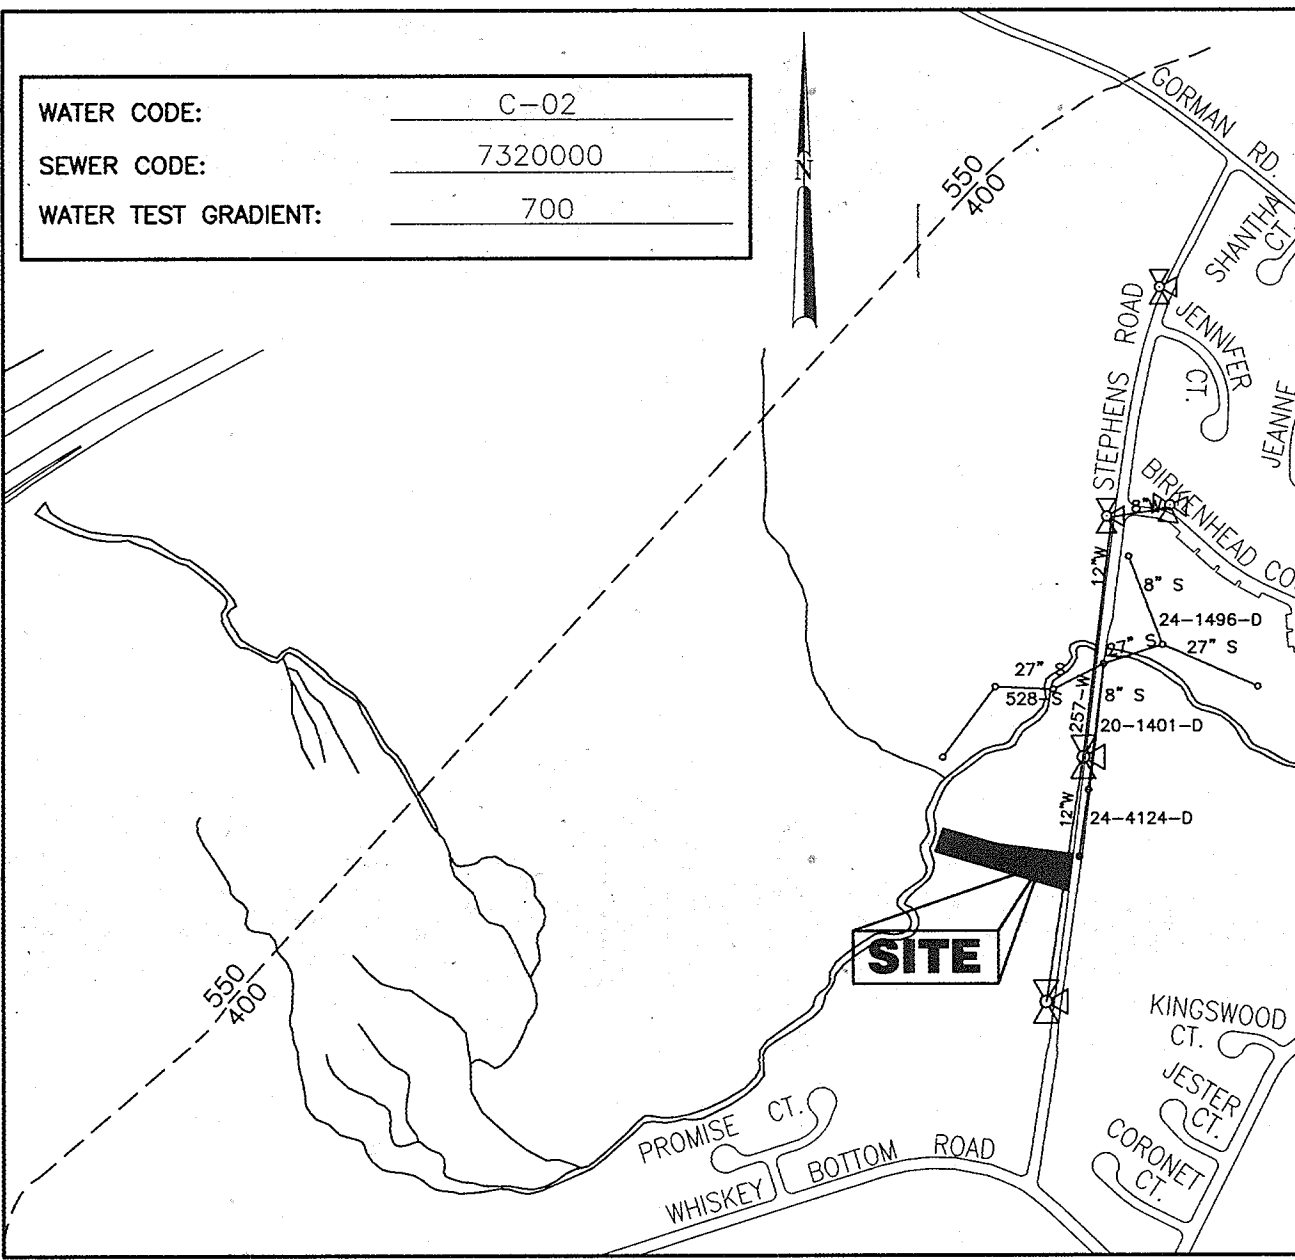 WATER CODE: C-02
SEWER CODE: 7320000
WATER TEST GRADIENT: 700
N
550
400
GORMAN RD.
SHANTHA
CT.
STEPHENS ROAD
JENNIFER
CT.
JEANNE
BIRKENHEAD CO
8"W
12"W
8" S
24-1496-D
27" S
27" S
27" S
528-S
8" S
257-W
20-1401-D
12"W
24-4124-D
SITE
550
400
KINGSWOOD
CT.
JESTER
CT.
CORONET
CT.
PROMISE CT.
WHISKEY BOTTOM ROAD